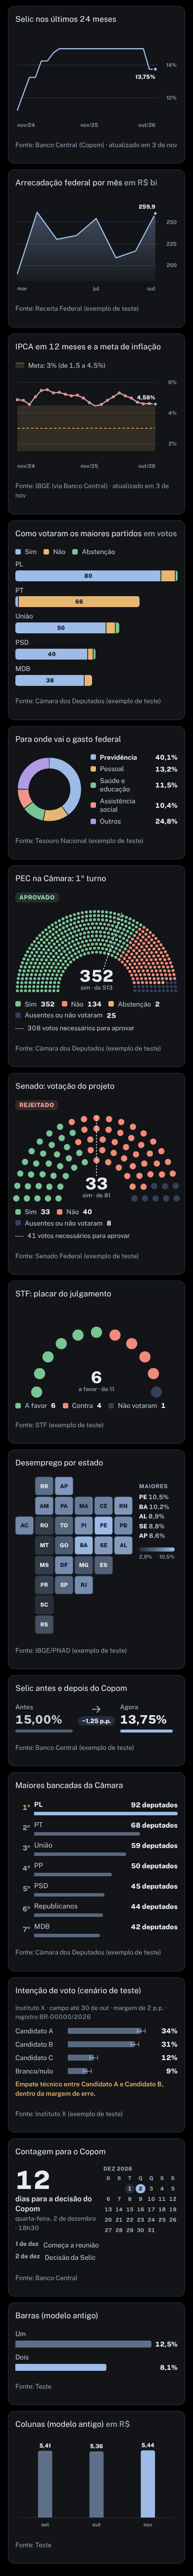 Selic nos últimos 24 meses
14%
13,75%
12%
nov/24 nov/25 out/26
Fonte: Banco Central (Copom) · atualizado em 3 de nov
Arrecadação federal por mês em R$ bi
259,9
250
225
200
mar jul out
Fonte: Receita Federal (exemplo de teste)
IPCA em 12 meses e a meta de inflação
Meta: 3% (de 1,5 a 4,5%)
6%
4,58%
4%
2%
nov/24 nov/25 out/26
Fonte: IBGE (via Banco Central) · atualizado em 3 de
nov
Como votaram os maiores partidos em votos
Sim Não Abstenção
PL
80
PT
66
União
50
PSD
40
MDB
38
Fonte: Câmara dos Deputados (exemplo de teste)
Para onde vai o gasto federal
Previdência 40,1%
Pessoal 13,2%
Saúde e
educação 11,5%
Assistência
social 10,4%
Outros 24,8%
Fonte: Tesouro Nacional (exemplo de teste)
PEC na Câmara: 1º turno
APROVADO
352
sim · de 513
Sim 352 Não 134 Abstenção 2
Ausentes ou não votaram 25
308 votos necessários para aprovar
Fonte: Câmara dos Deputados (exemplo de teste)
Senado: votação do projeto
REJEITADO
33
sim · de 81
Sim 33 Não 40
Ausentes ou não votaram 8
41 votos necessários para aprovar
Fonte: Senado Federal (exemplo de teste)
STF: placar do julgamento
6
a favor · de 11
A favor 6 Contra 4 Não votaram 1
Fonte: STF (exemplo de teste)
Desemprego por estado
RR AP
AM PA MA CE RN
AC RO TO PI PE PB
MT GO BA SE AL
MS DF MG ES
PR SP RJ
SC
RS
MAIORES
PE 10,5%
BA 10,2%
AL 8,9%
SE 8,8%
AP 8,6%
2,9% 10,5%
Fonte: IBGE/PNAD (exemplo de teste)
Selic antes e depois do Copom
Antes → Agora
15,00% −1,25 p.p. 13,75%
Fonte: Banco Central (exemplo de teste)
Maiores bancadas da Câmara
1º PL 92 deputados
2º PT 68 deputados
3º União 59 deputados
4º PP 50 deputados
5º PSD 45 deputados
6º Republicanos 44 deputados
7º MDB 42 deputados
Fonte: Câmara dos Deputados (exemplo de teste)
Intenção de voto (cenário de teste)
Instituto X · campo até 30 de out · margem de 2 p.p. ·
registro BR-00000/2026
Candidato A 34%
Candidato B 31%
Candidato C 12%
Branco/nulo 9%
Empate técnico entre Candidato A e Candidato B,
dentro da margem de erro.
Fonte: Instituto X (exemplo de teste)
Contagem para o Copom
12
dias para a decisão do
Copom
quarta-feira, 2 de dezembro
· 18h30
DEZ 2026
D S T Q Q S S
1 2 3 4 5
6 7 8 9 10 11 12
13 14 15 16 17 18 19
20 21 22 23 24 25 26
27 28 29 30 31
1 de dez Começa a reunião
2 de dez Decisão da Selic
Fonte: Banco Central
Barras (modelo antigo)
Um
12,5%
Dois
8,1%
Fonte: Teste
Colunas (modelo antigo) em R$
5,41 5,36 5,44
set out nov
Fonte: Teste